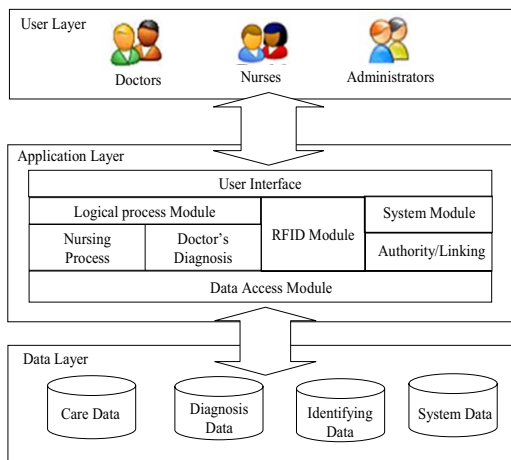 User Layer
Doctors
Nurses
Administrators
Application Layer
User Interface
Logical process Module
RFID Module
System Module
Nursing
Process
Doctor's
Diagnosis
Authority/Linking
Data Access Module
Data Layer
Care Data
Diagnosis
Data
Identifying
Data
System Data